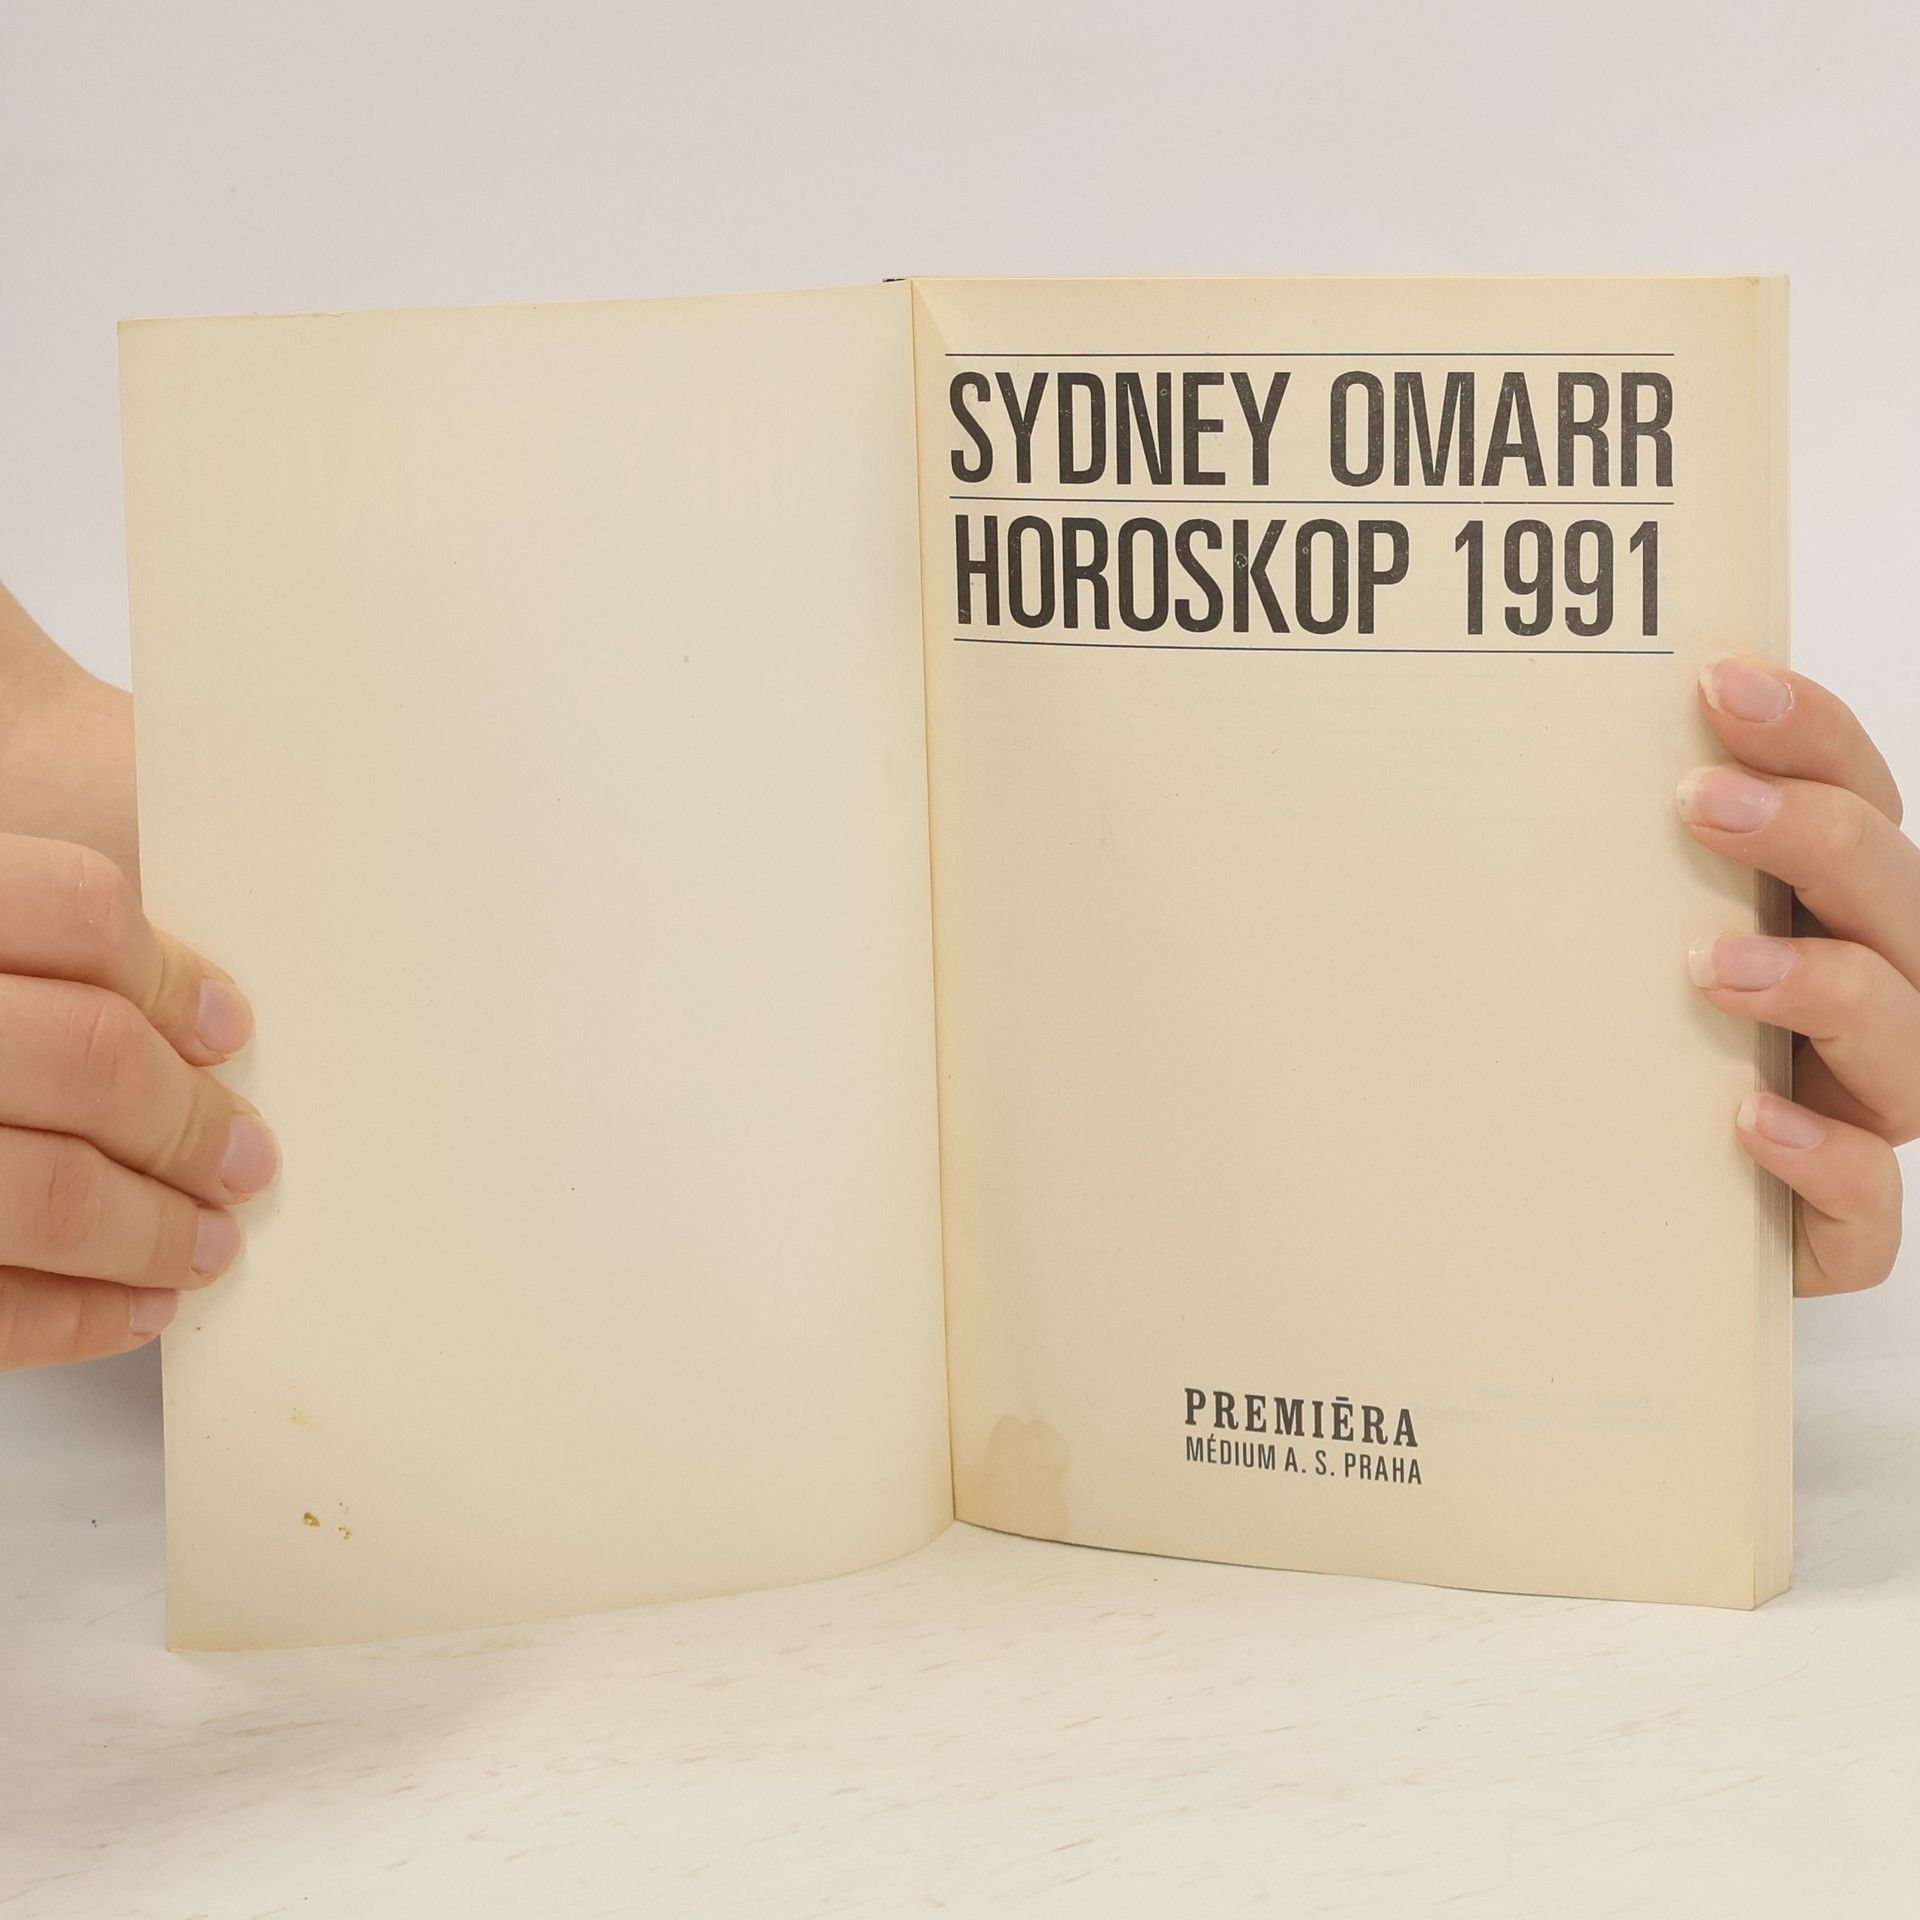 SYDNEY OMARR
HOROSKOP 1991
PREMIĒRA
MÉDIUM A. S. PRAHA